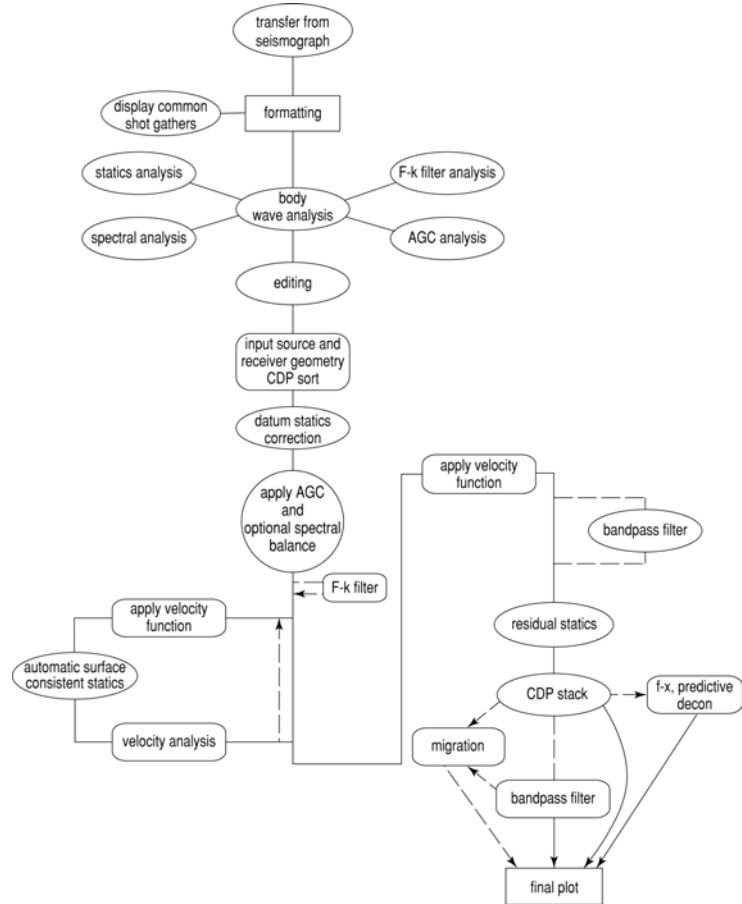 transfer from
seismograph
display common
shot gathers
formatting
statics analysis
F-k filter analysis
body
wave analysis
spectral analysis
AGC analysis
editing
input source and
receiver geometry
CDP sort
datum statics
correction
apply AGC
and
optional spectral
balance
F-k filter
apply velocity
function
automatic surface
consistent statics
velocity analysis
apply velocity
function
bandpass filter
residual statics
CDP stack
f-x, predictive
decon
migration
bandpass filter
final plot